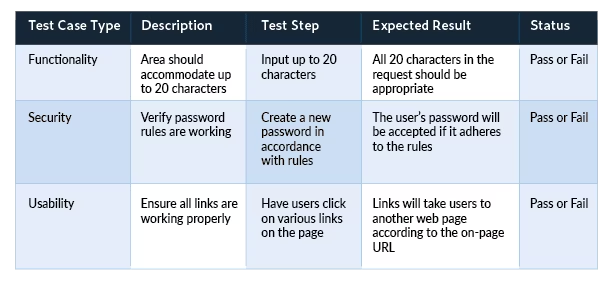 Test Case Type Description Test Step Expected Result Status
Functionality Area should Input up to 20 All 20 characters in the Pass or Fail
accommodate up characters request should be
to 20 characters appropriate
Security Verify password Create a new The user's password will Pass or Fail
rules are working password in be accepted if it adheres
accordance to the rules
with rules
Usability Ensure all links are Have users click Links will take users to Pass or Fail
working properly on various links another web page
on the page according to the on-page
URL